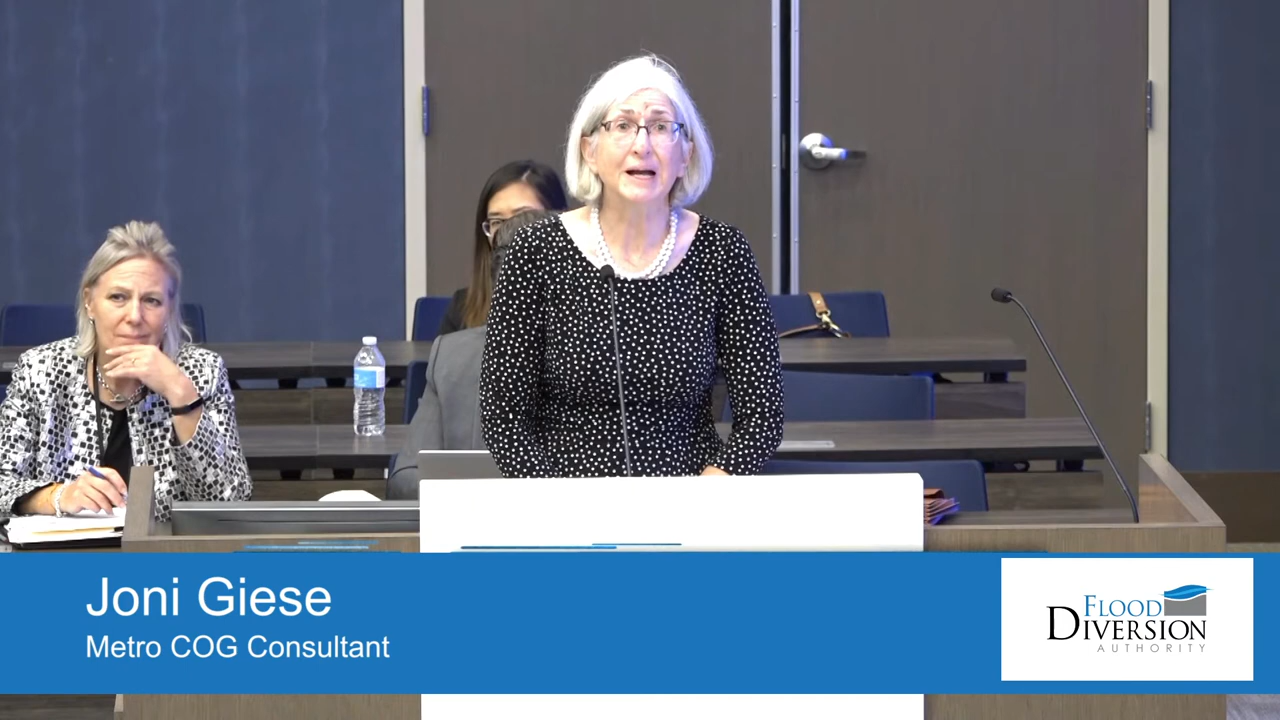 Joni Giese
Metro COG Consultant
FLOOD
DIVERSION
AUTHORITY